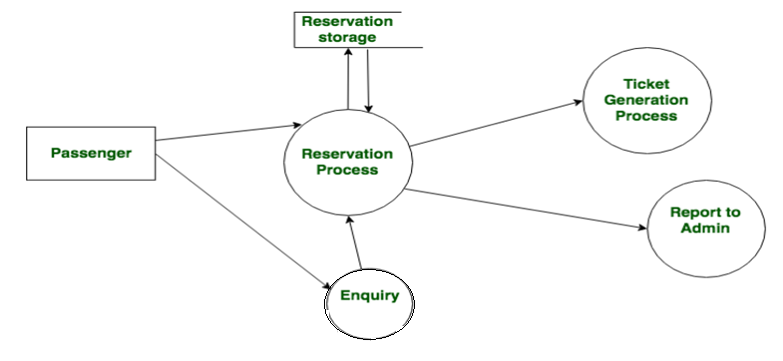 Reservation
storage
Ticket
Generation
Process
Passenger
Reservation
Process
Report to
Admin
Enquiry